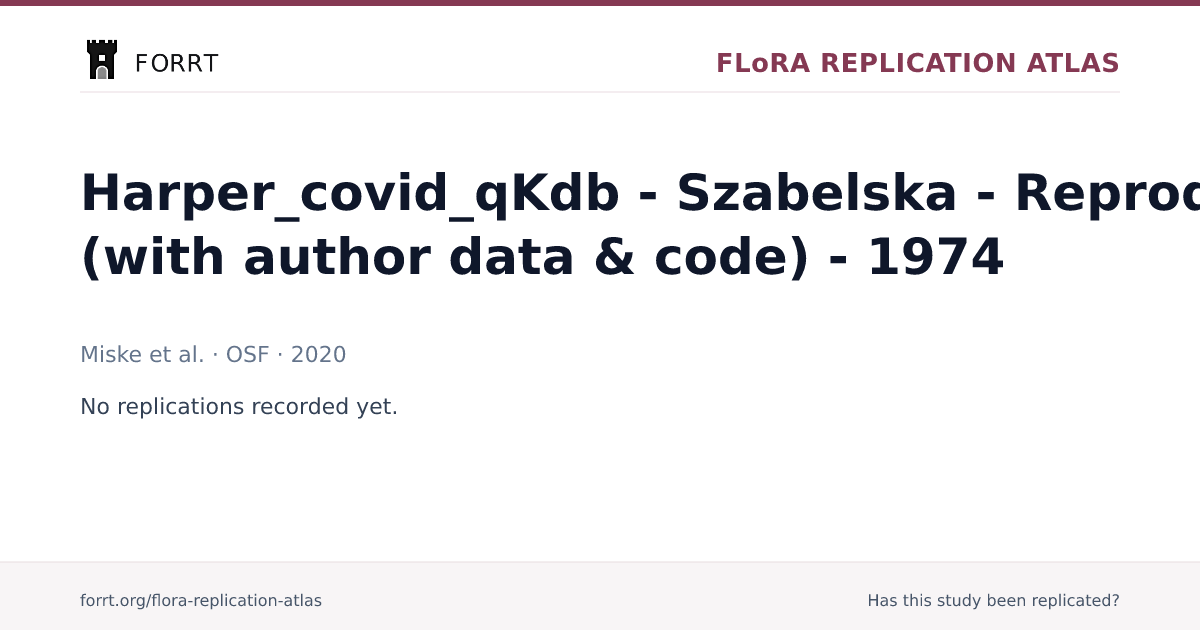 FORRT
FLoRA REPLICATION ATLAS
Harper_covid_qKdb - Szabelska - Reprod
(with author data & code) - 1974
Miske et al. · OSF · 2020
No replications recorded yet.
forrt.org/flora-replication-atlas
Has this study been replicated?